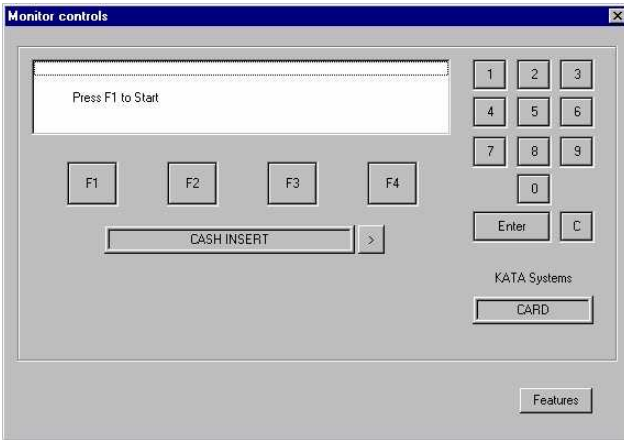 Monitor controls
Press F1 to Start
1 2 3
4 5 6
7 8 9
0
F1 F2 F3 F4
Enter C
CASH INSERT >
KATA Systems
CARD
Features